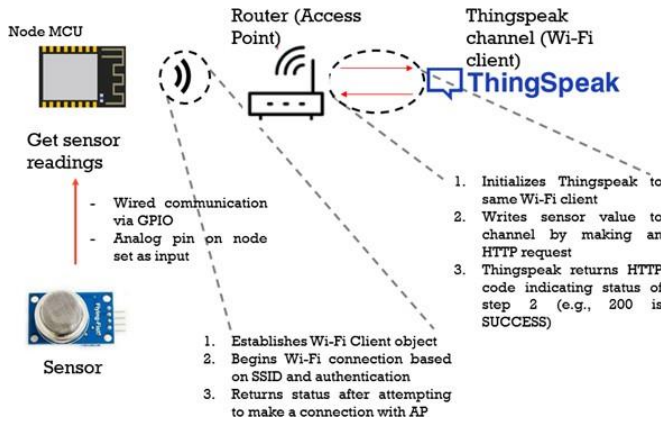 Node MCU
Router (Access
Point)
Thingspeak
channel (Wi-Fi
client)
ThingSpeak
Get sensor
readings
- Wired communication
via GPIO
- Analog pin on node
set as input
Sensor
1. Establishes Wi-Fi Client object
2. Begins Wi-Fi connection based
on SSID and authentication
3. Returns status after attempting
to make a connection with AP
1. Initializes Thingspeak to
same Wi-Fi client
2. Writes sensor value to
channel by making an
HTTP request
3. Thingspeak returns HTTP
code indicating status of
step 2 (e.g., 200 is
SUCCESS)